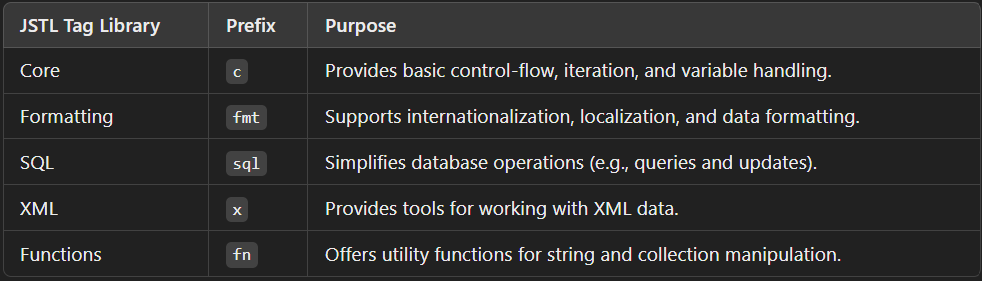 JSTL Tag Library Prefix Purpose
Core c Provides basic control-flow, iteration, and variable handling.
Formatting fmt Supports internationalization, localization, and data formatting.
SQL sql Simplifies database operations (e.g., queries and updates).
XML x Provides tools for working with XML data.
Functions fn Offers utility functions for string and collection manipulation.